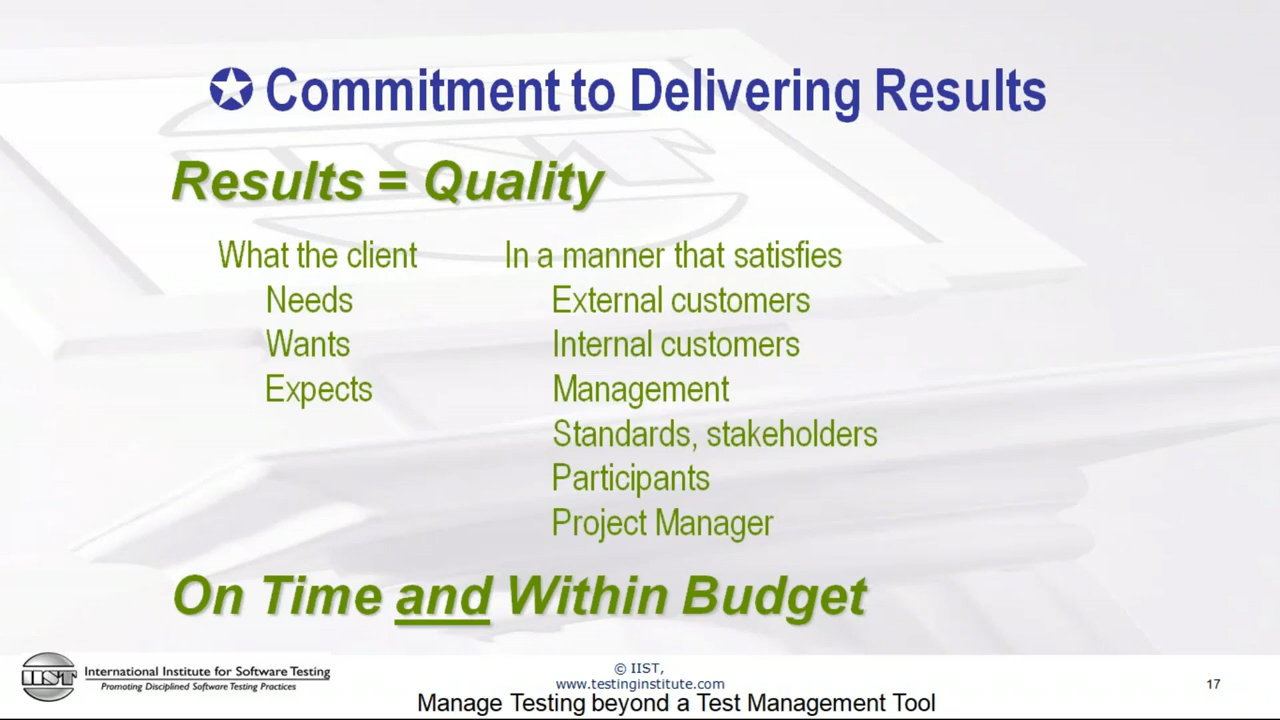 ✪ Commitment to Delivering Results
Results = Quality
What the client
Needs
Wants
Expects
In a manner that satisfies
External customers
Internal customers
Management
Standards, stakeholders
Participants
Project Manager
On Time and Within Budget
IIST
International Institute for Software Testing
Promoting Disciplined Software Testing Practices
© IIST,
www.testinginstitute.com
Manage Testing beyond a Test Management Tool
17